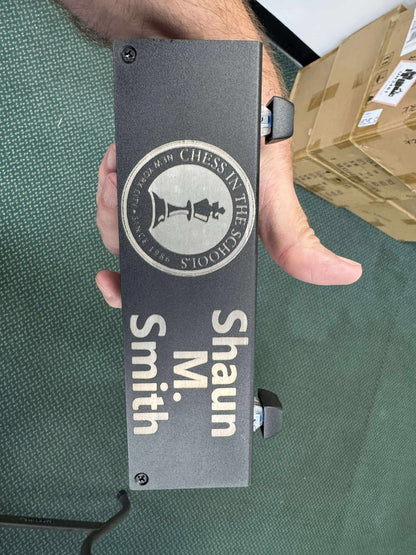 CHESS IN THE SCHOOLS
NEW YORK CITY • SINCE 1986
Shaun
M.
Smith